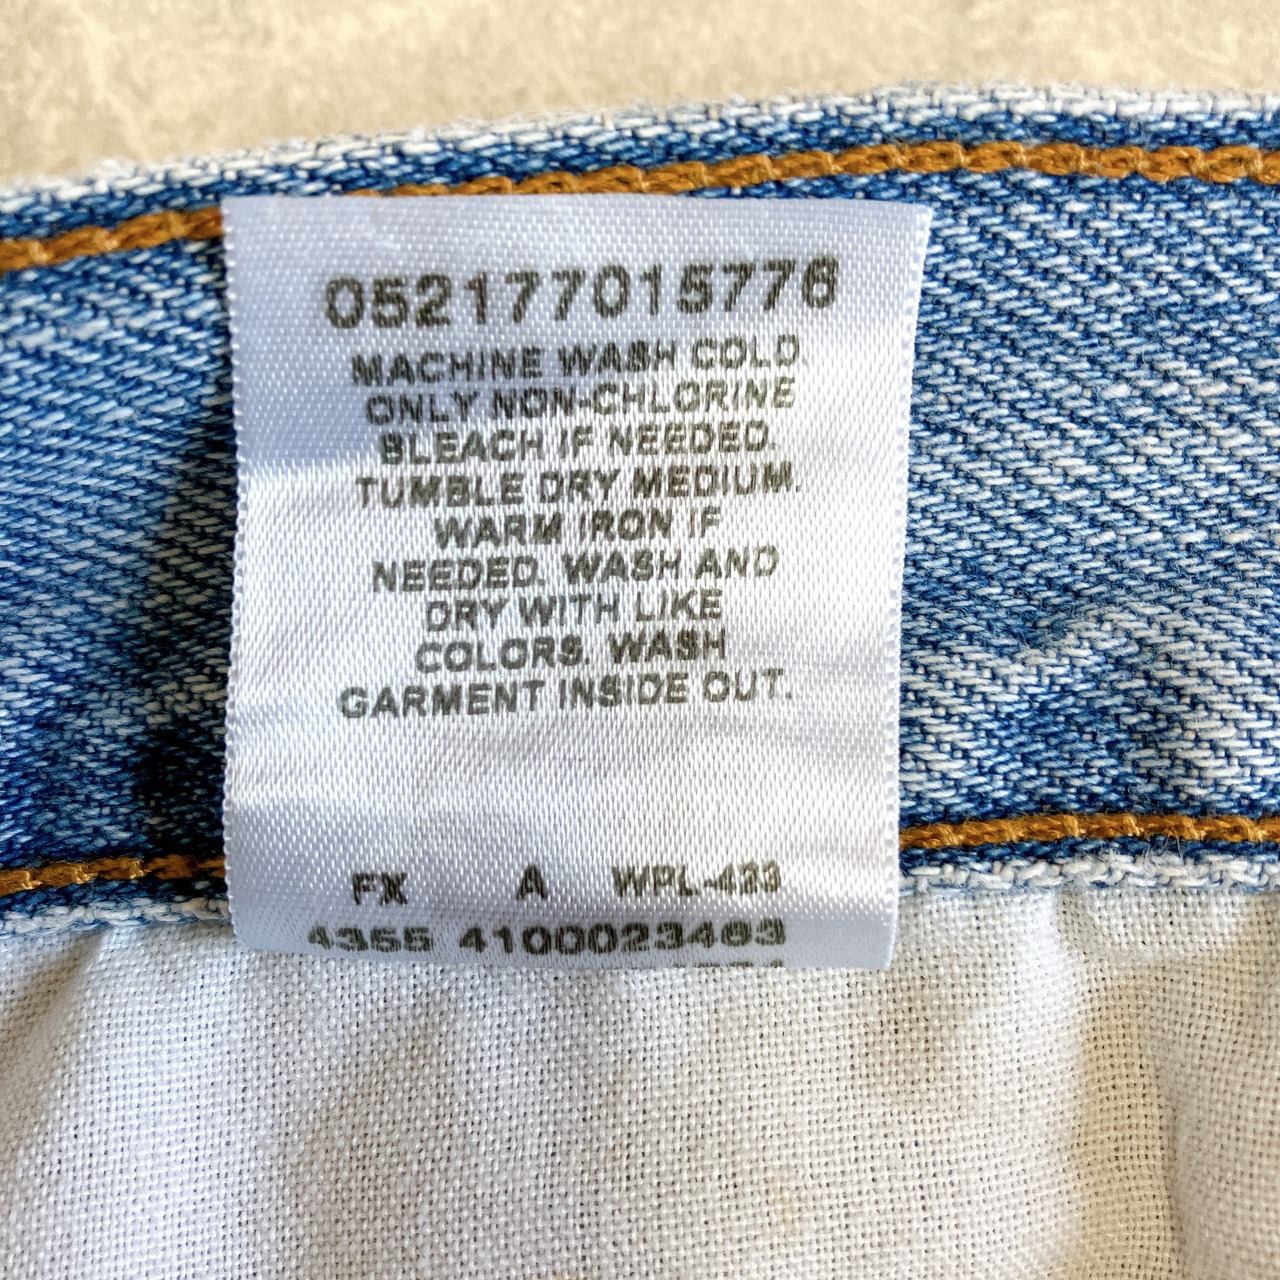 052177015776
MACHINE WASH COLD.
ONLY NON-CHLORINE
BLEACH IF NEEDED.
TUMBLE DRY MEDIUM.
WARM IRON IF
NEEDED. WASH AND
DRY WITH LIKE
COLORS. WASH
GARMENT INSIDE OUT.
FX A WPL-423
4355 4100023463